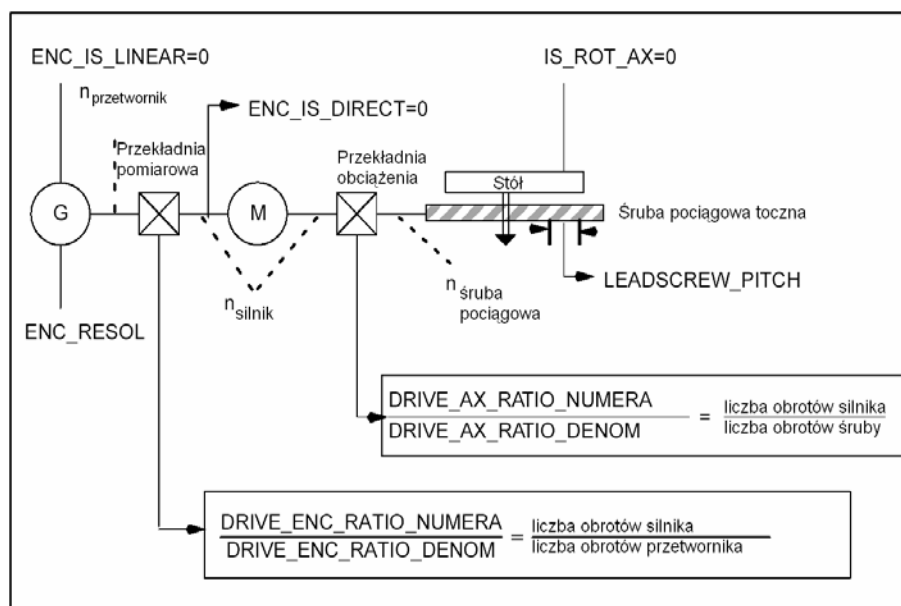 ENC_IS_LINEAR=0
IS_ROT_AX=0
n przetwornik
ENC_IS_DIRECT=0
Przekładnia
pomiarowa
Przekładnia
obciążenia
Stół
G
M
Śruba pociągowa toczna
n silnik
n śruba
pociągowa
LEADSCREW_PITCH
ENC_RESOL
DRIVE_AX_RATIO_NUMERA
DRIVE_AX_RATIO_DENOM
=
liczba obrotów silnika
liczba obrotów śruby
DRIVE_ENC_RATIO_NUMERA
DRIVE_ENC_RATIO_DENOM
=
liczba obrotów silnika
liczba obrotów przetwornika